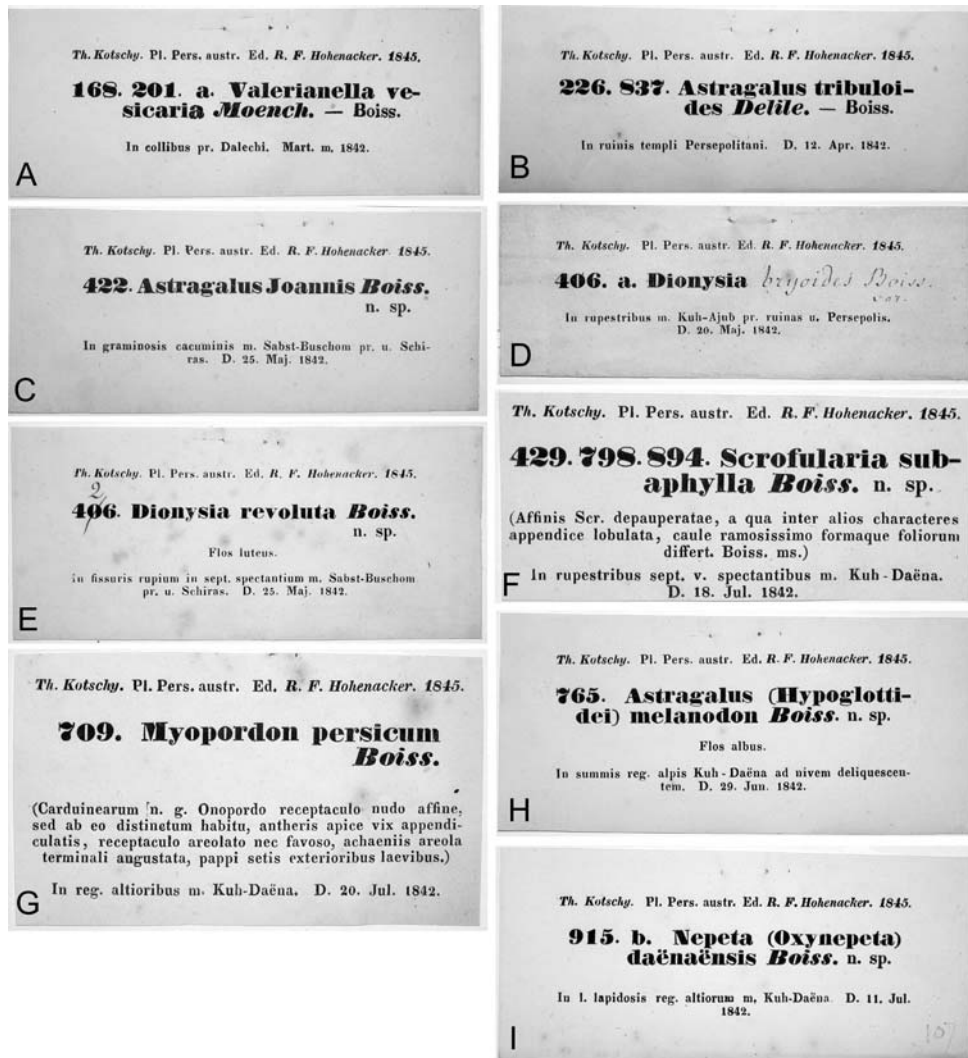 Th. Kotschy. Pl. Pers. austr. Ed. R. F. Hohenacker. 1845.
168. 201. a. Valerianella ve-
sicaria Moench. — Boiss.
In collibus pr. Dalechi. Mart. m. 1842.
A
Th. Kotschy. Pl. Pers. austr. Ed. R. F. Hohenacker. 1845.
226. 837. Astragalus tribuloi-
des Delile. — Boiss.
In ruinis templi Persepolitani. D. 12. Apr. 1842.
B
Th. Kotschy. Pl. Pers. austr. Ed. R. F. Hohenacker. 1845.
422. Astragalus Joannis Boiss.
n. sp.
In graminosis cacuminis m. Sabst-Buschom pr. u. Schi-
ras. D. 25. Maj. 1842.
C
Th. Kotschy. Pl. Pers. austr. Ed. R. F. Hohenacker. 1845.
406. a. Dionysia bryoides Boiss.
var.
In rupestribus m. Kuh-Ajub pr. ruinas u. Persepolis.
D. 20. Maj. 1842.
D
Th. Kotschy. Pl. Pers. austr. Ed. R. F. Hohenacker. 1845.
2
406. Dionysia revoluta Boiss.
n. sp.
Flos luteus.
in fissuris rupium in sept. spectantium m. Sabst-Buschom
pr. u. Schiras. D. 25. Maj. 1842.
E
Th. Kotschy. Pl. Pers. austr. Ed. R. F. Hohenacker. 1845.
429. 798. 894. Scrofularia sub-
aphylla Boiss. n. sp.
(Affinis Scr. depauperatae, a qua inter alios characteres
appendice lobulata, caule ramosissimo formaque foliorum
differt. Boiss. ms.)
In rupestribus sept. v. spectantibus m. Kuh-Daëna.
D. 18. Jul. 1842.
F
Th. Kotschy. Pl. Pers. austr. Ed. R. F. Hohenacker. 1845.
709. Myopordon persicum
Boiss.
(Carduinearum n. g. Onopordo receptaculo nudo affine,
sed ab eo distinctum habitu, antheris apice vix appendi-
culatis, receptaculo areolato nec favoso, achaeniis areola
terminali augustata, pappi setis exterioribus laevibus.)
In reg. altioribus m. Kuh-Daëna. D. 20. Jul. 1842.
G
Th. Kotschy. Pl. Pers. austr. Ed. R. F. Hohenacker. 1845.
765. Astragalus (Hypoglotti-
dei) melanodon Boiss. n. sp.
Flos albus.
In summis reg. alpis Kuh-Daëna ad nivem deliquescen-
tem. D. 29. Jun. 1842.
H
Th. Kotschy. Pl. Pers. austr. Ed. R. F. Hohenacker. 1845.
915. b. Nepeta (Oxynepeta)
daënaënsis Boiss. n. sp.
In l. lapidosis reg. altiorum m. Kuh-Daëna D. 11. Jul.
1842.
107
I